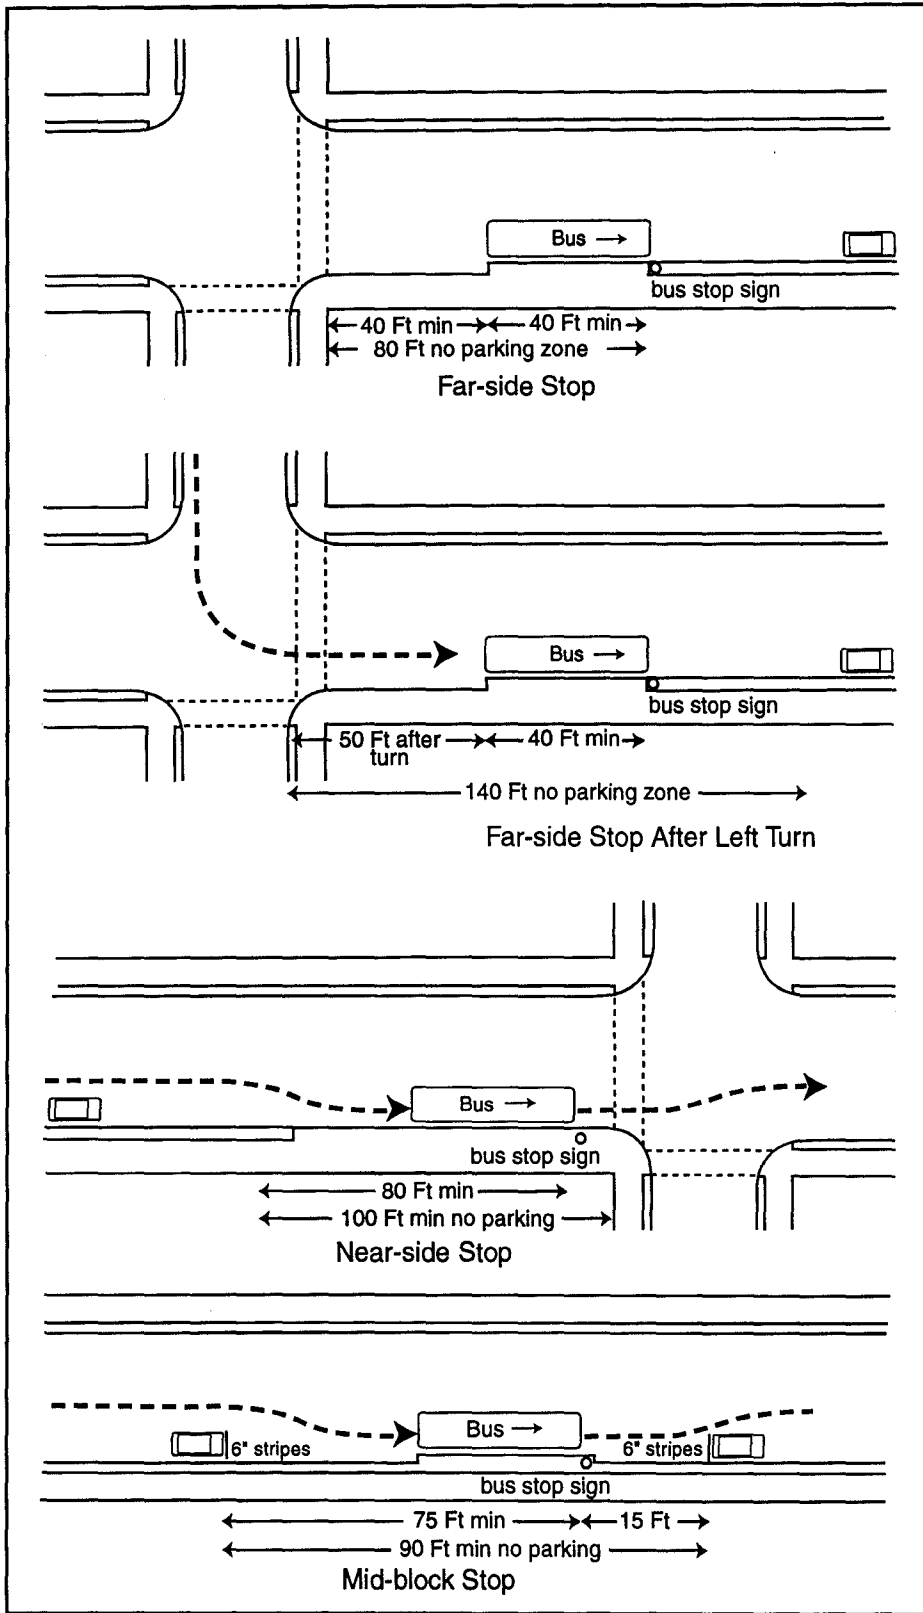 Bus →
bus stop sign
40 Ft min 40 Ft min
80 Ft no parking zone
Far-side Stop
Bus →
bus stop sign
50 Ft after turn 40 Ft min
140 Ft no parking zone
Far-side Stop After Left Turn
Bus →
bus stop sign
80 Ft min
100 Ft min no parking
Near-side Stop
Bus →
6" stripes 6" stripes
bus stop sign
75 Ft min 15 Ft
90 Ft min no parking
Mid-block Stop